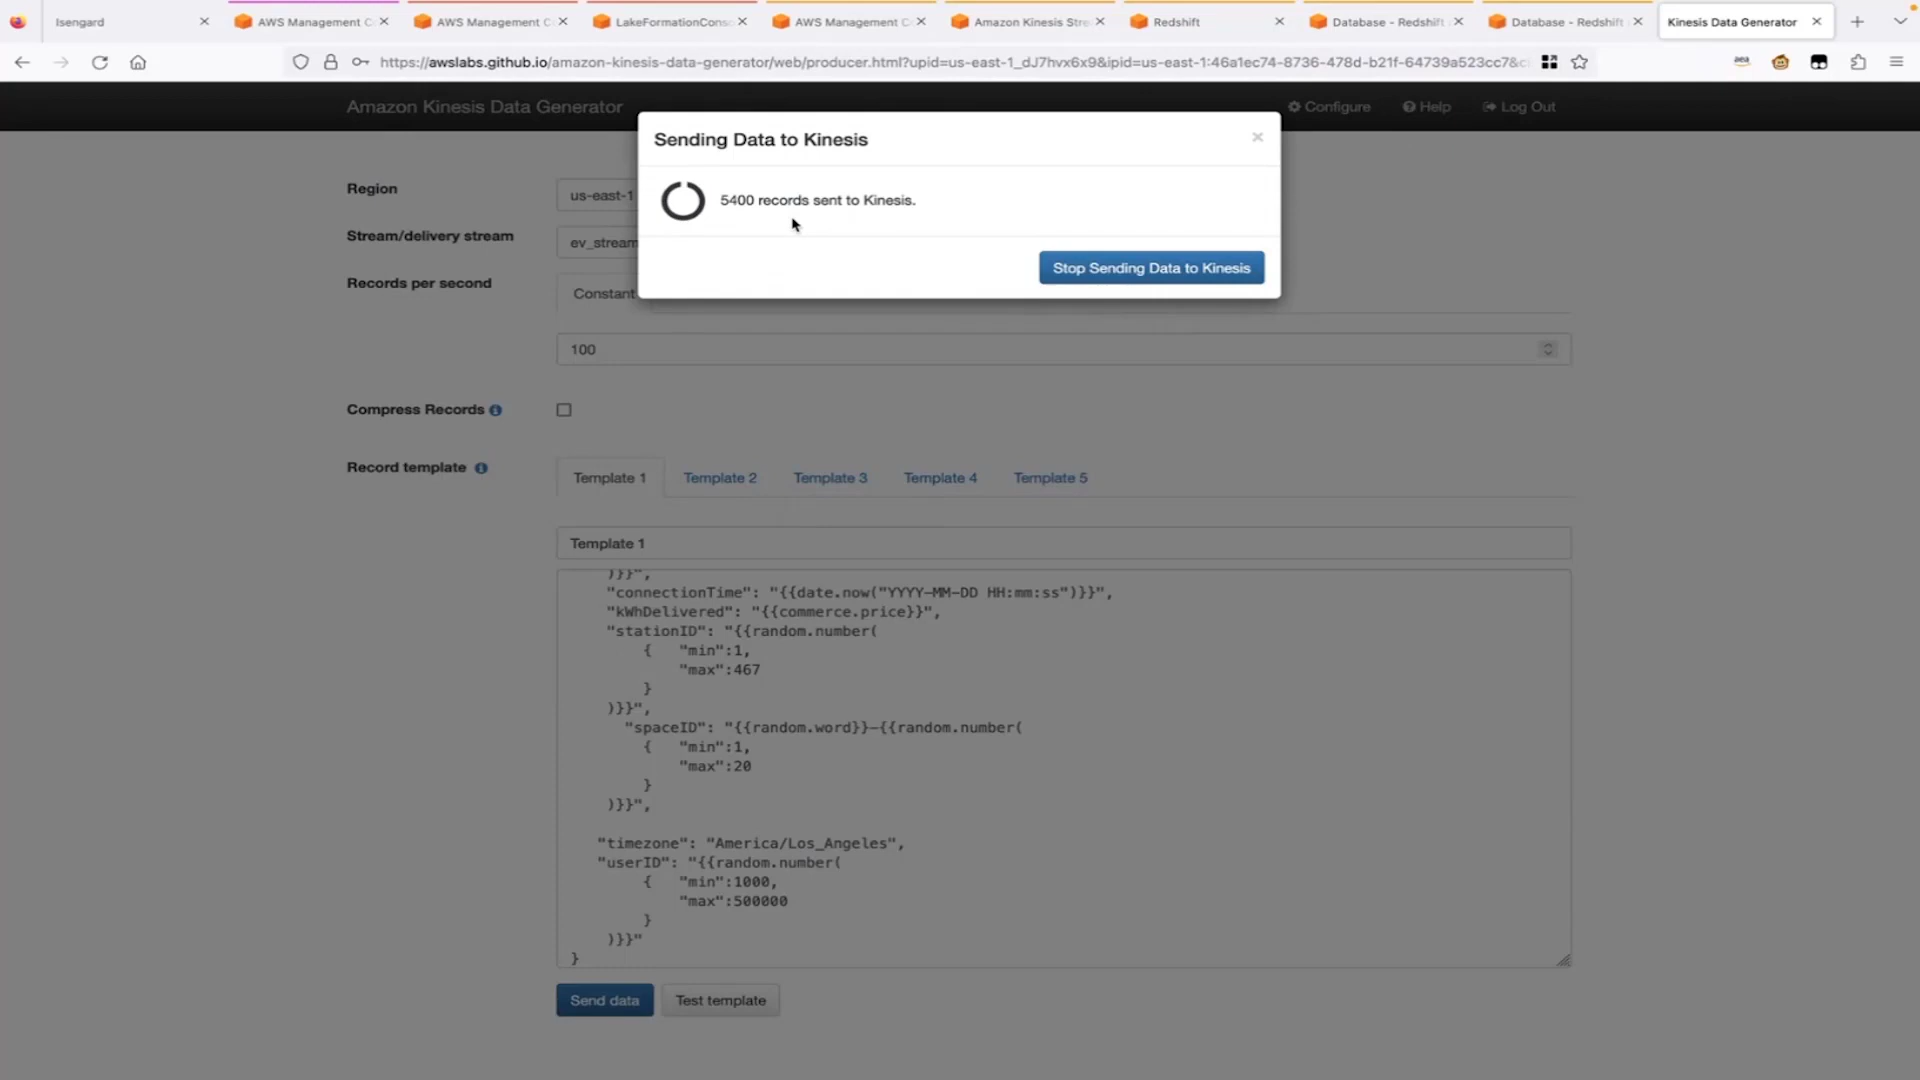 Isengard
AWS Management C
AWS Management C
LakeFormationConso
AWS Management C
Amazon Kinesis Stre
Redshift
Database - Redshift
Database - Redshift
Kinesis Data Generator
https://awslabs.github.io/amazon-kinesis-data-generator/web/producer.html?upid=us-east-1_dJ7hvx6x9&ipid=us-east-1:46a1ec74-8736-478d-b21f-64739a523cc7&c
Amazon Kinesis Data Generator
Configure
Help
Log Out
Sending Data to Kinesis
5400 records sent to Kinesis.
Stop Sending Data to Kinesis
Region
us-east-1
Stream/delivery stream
ev_stream
Records per second
Constant
100
Compress Records
Record template
Template 1
Template 2
Template 3
Template 4
Template 5
Template 1
)}}",
"connectionTime": "{{date.now("YYYY-MM-DD HH:mm:ss")}}",
"kWhDelivered": "{{commerce.price}}",
"stationID": "{{random.number(
{ "min":1,
"max":467
}
)}}",
"spaceID": "{{random.word}}-{{random.number(
{ "min":1,
"max":20
}
)}}",
"timezone": "America/Los_Angeles",
"userID": "{{random.number(
{ "min":1000,
"max":500000
}
)}}"
}
Send data
Test template